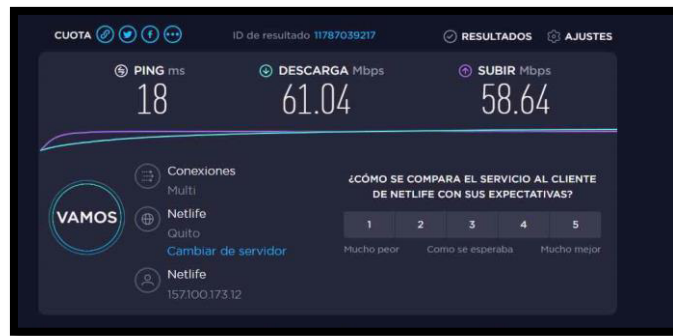 CUOTA
ID de resultado 11787039217
RESULTADOS
AJUSTES
PING ms
18
DESCARGA Mbps
61.04
SUBIR Mbps
58.64
VAMOS
Conexiones
Multi
Netlife
Quito
Cambiar de servidor
Netlife
157.100.173.12
¿CÓMO SE COMPARA EL SERVICIO AL CLIENTE
DE NETLIFE CON SUS EXPECTATIVAS?
1 2 3 4 5
Mucho peor Como se esperaba Mucho mejor